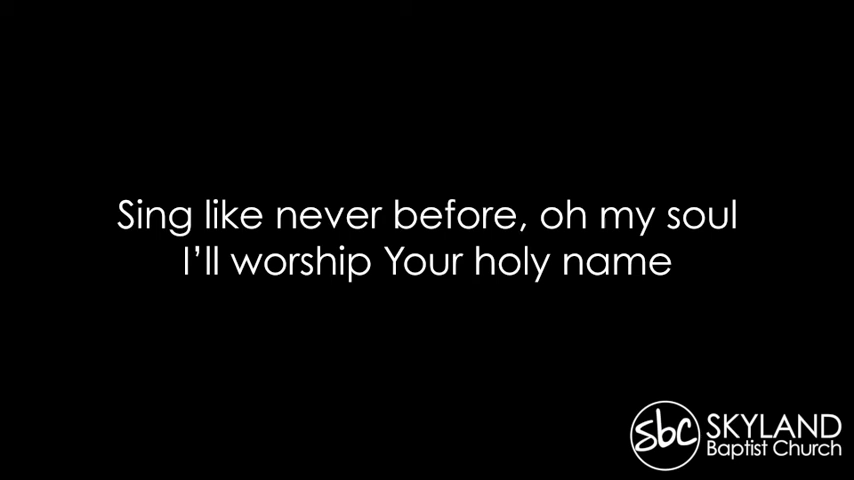 Sing like never before, oh my soul
I'll worship Your holy name
sbc SKYLAND
Baptist Church